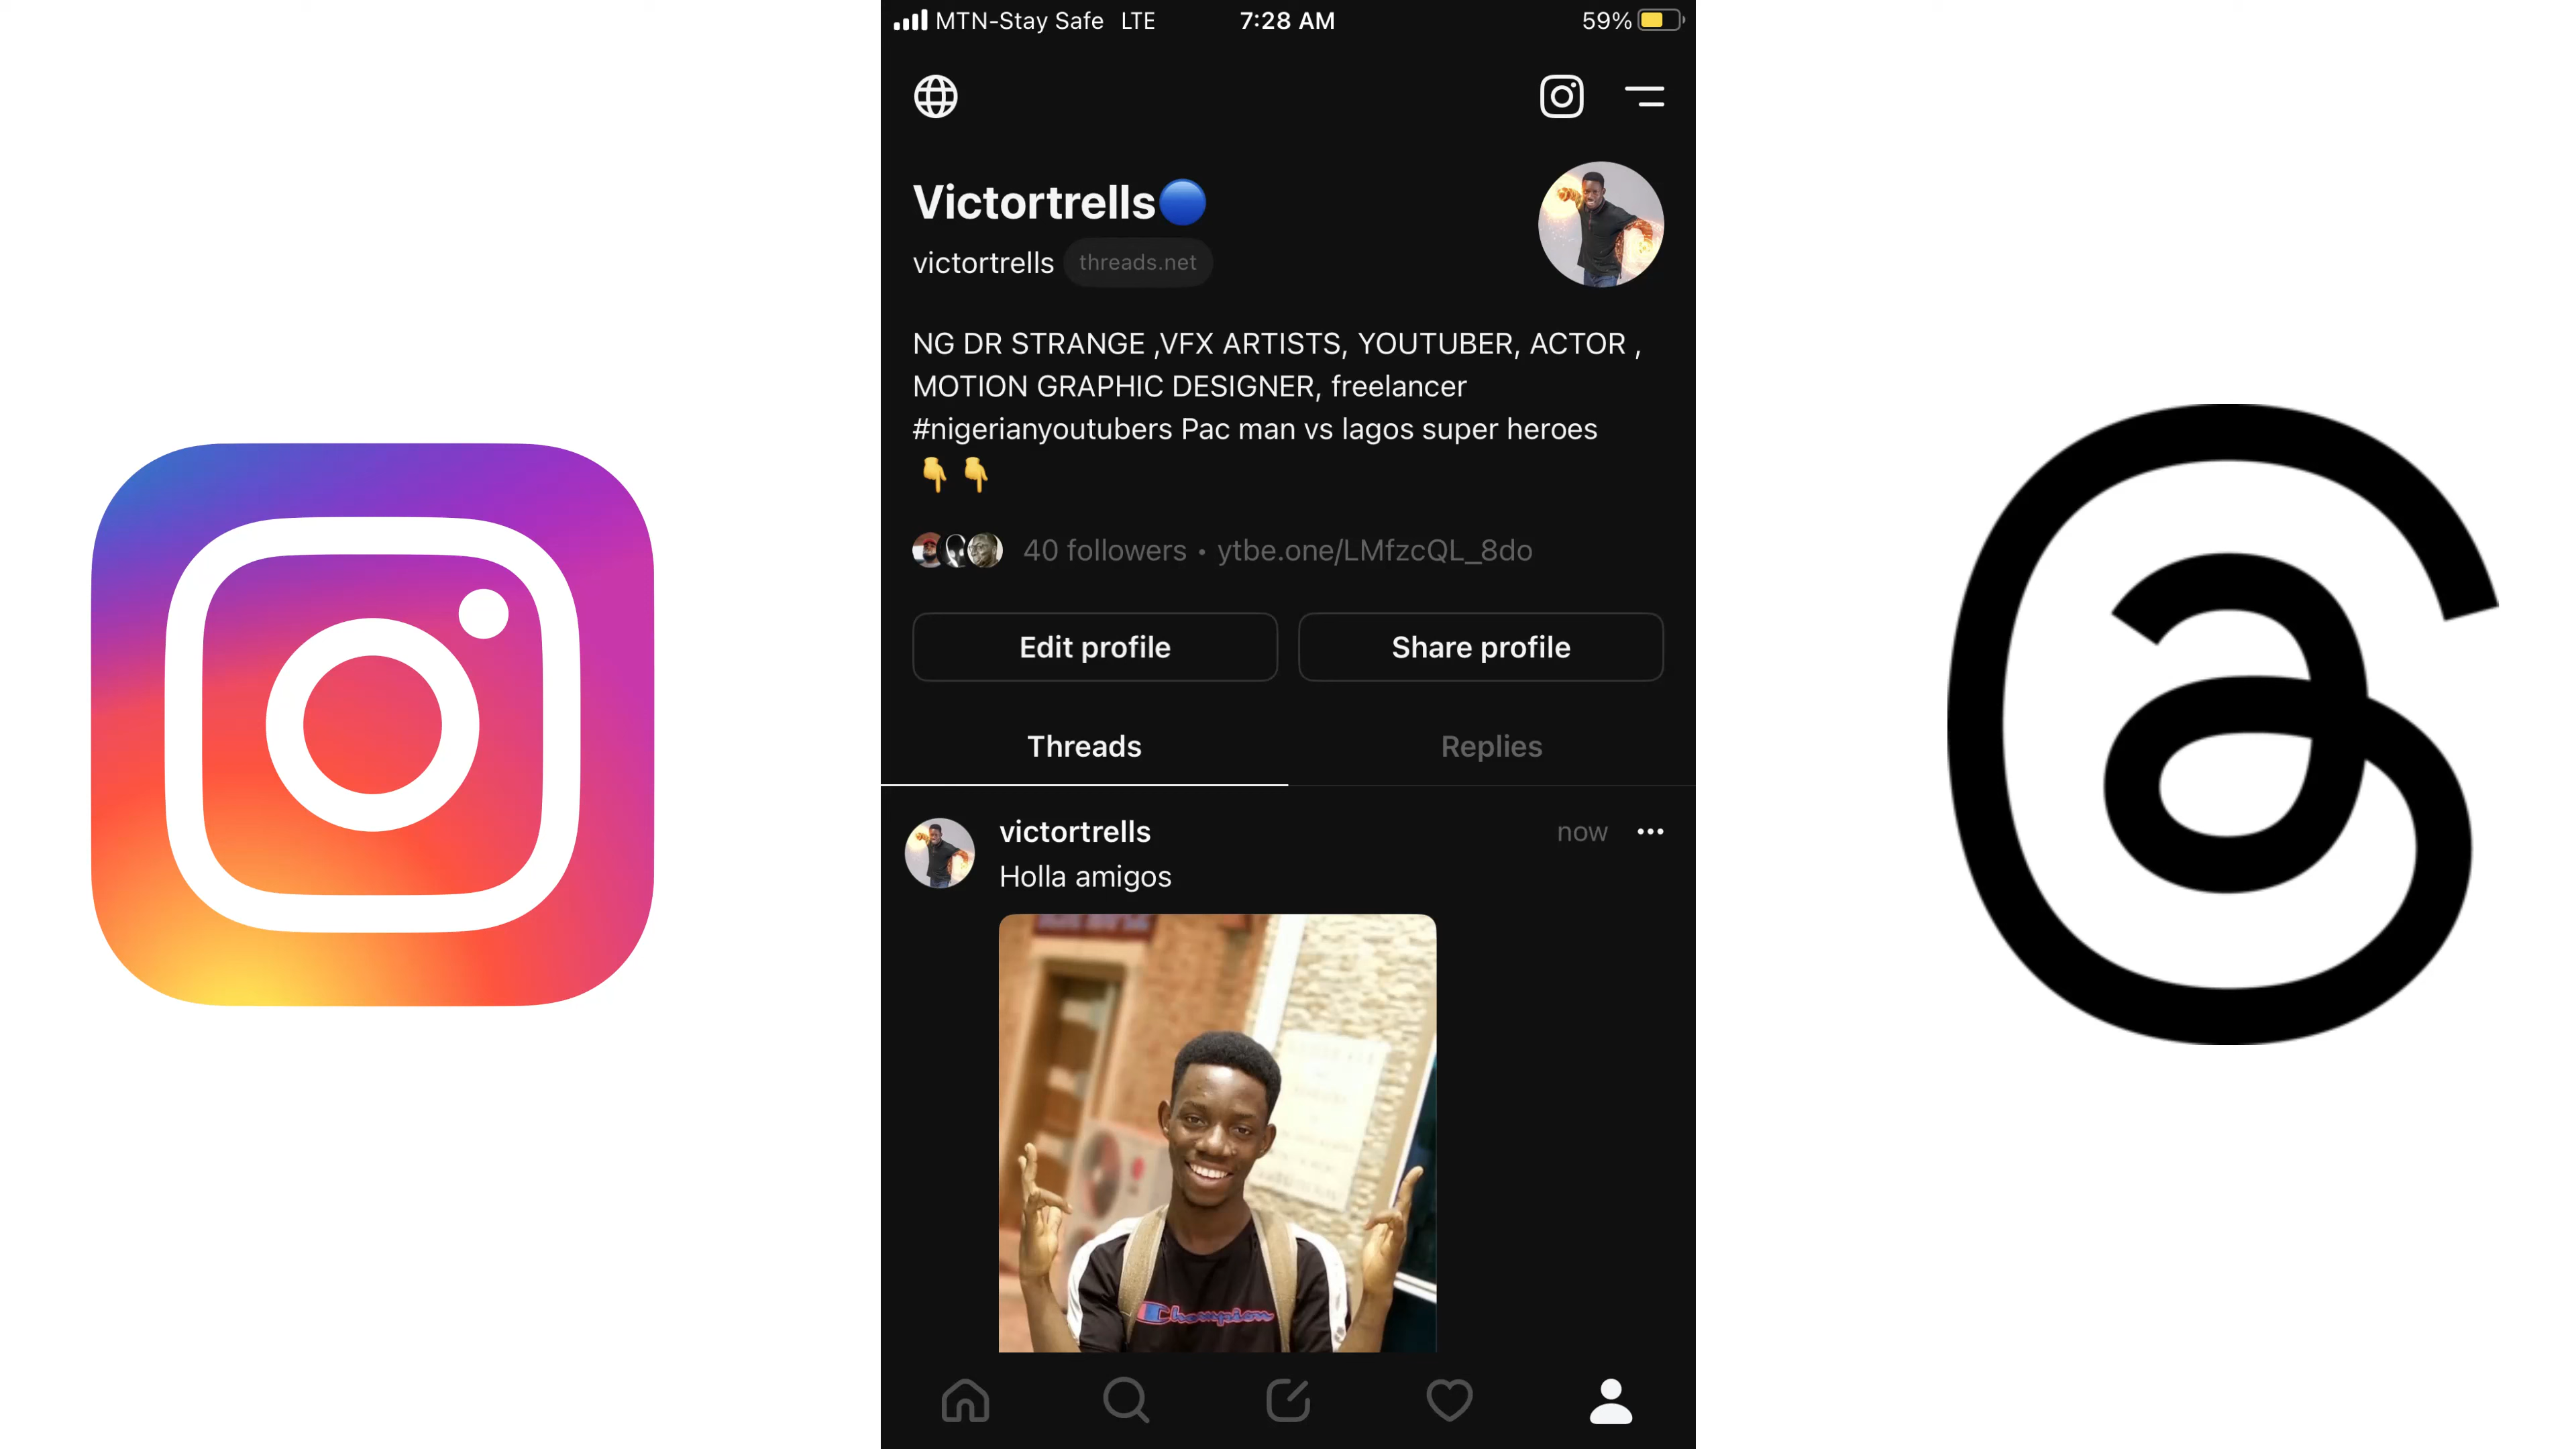 MTN-Stay Safe LTE 7:28 AM 59%
Victortrells🔵
victortrells threads.net
NG DR STRANGE ,VFX ARTISTS, YOUTUBER, ACTOR ,
MOTION GRAPHIC DESIGNER, freelancer
#nigerianyoutubers Pac man vs lagos super heroes
👇 👇
40 followers • ytbe.one/LMfzcQL_8do
Edit profile Share profile
Threads Replies
victortrells now
Holla amigos
Champion